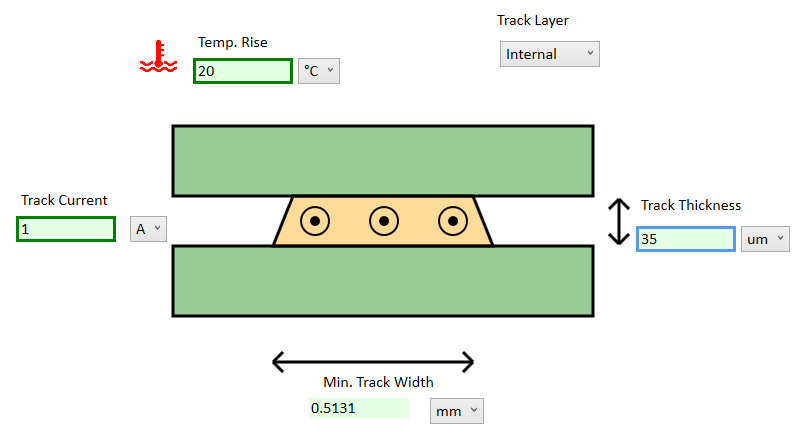 Track Layer
Temp. Rise
Internal
20
°C
Track Current
Track Thickness
1
A
35
um
Min. Track Width
0.5131
mm